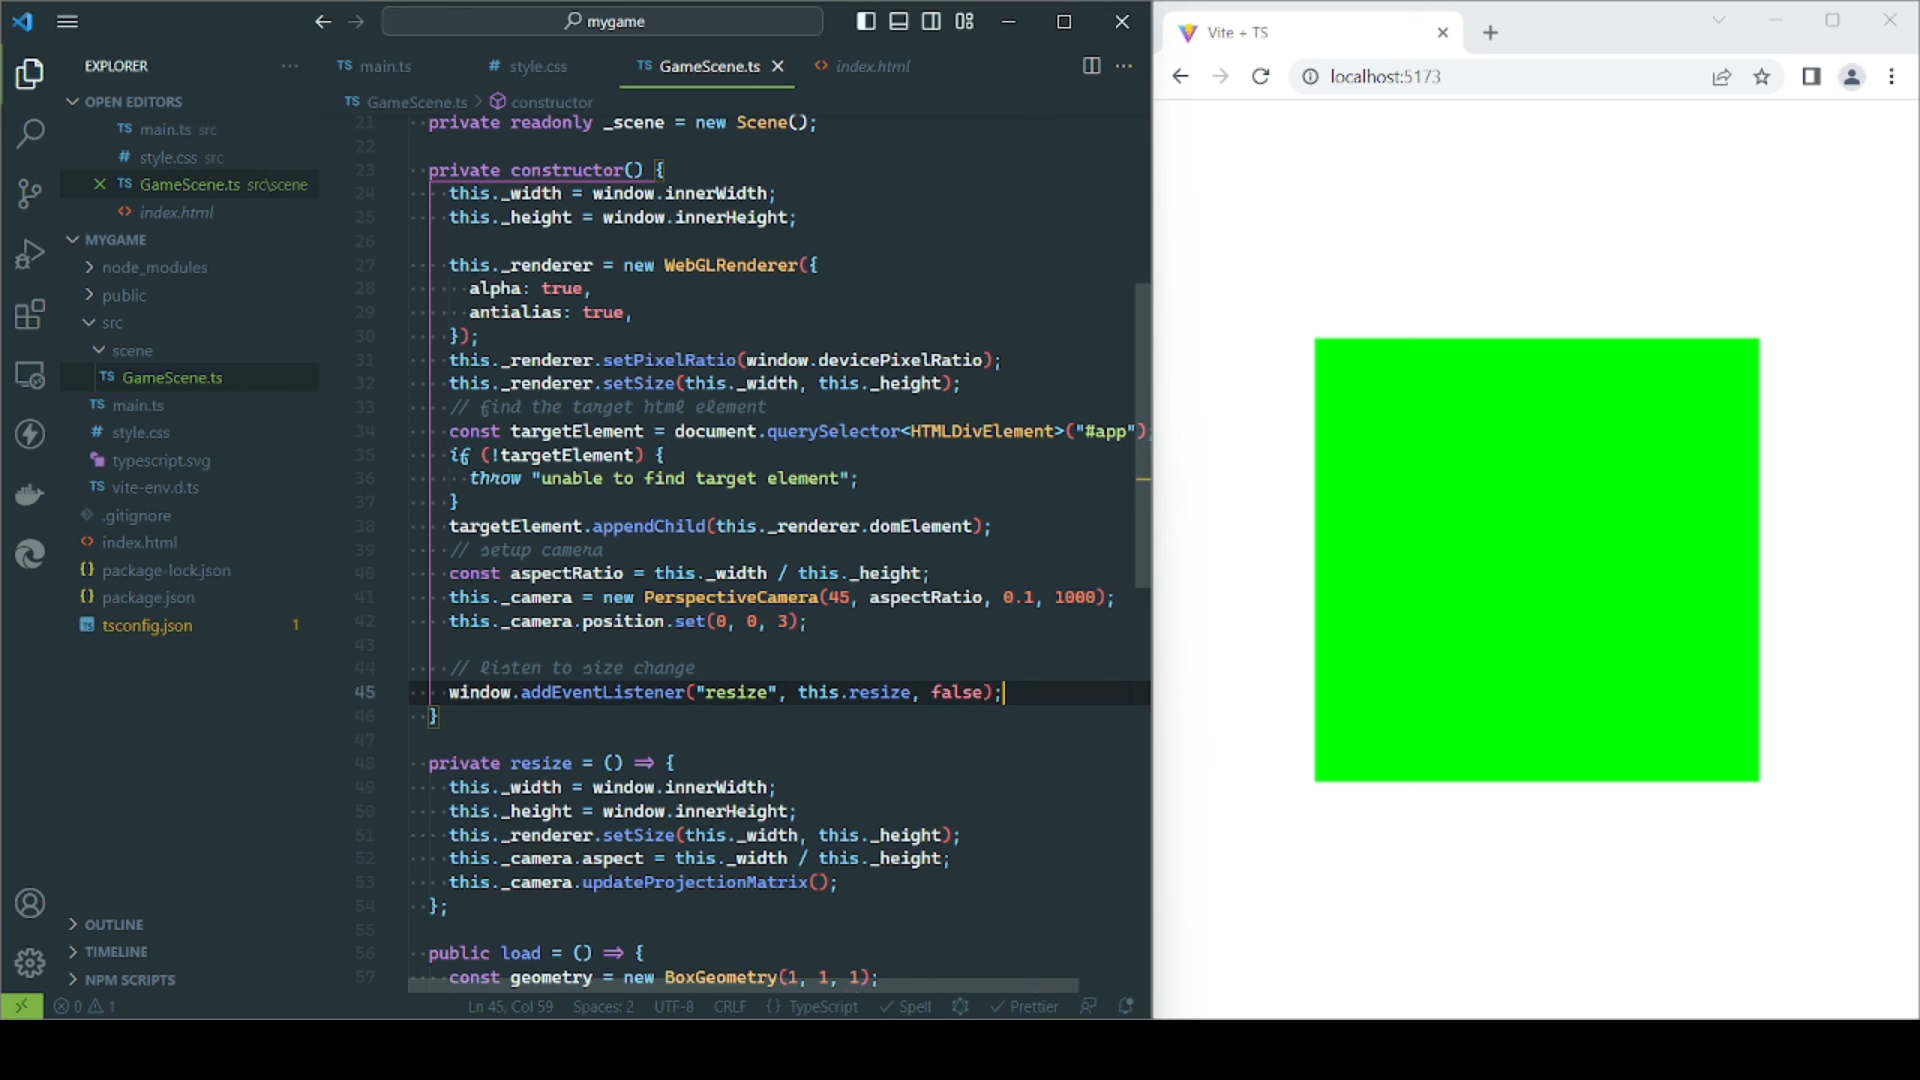 mygame
EXPLORER
OPEN EDITORS
TS main.ts src
# style.css src
TS GameScene.ts src\scene
<> index.html
MYGAME
node_modules
public
src
scene
TS GameScene.ts
TS main.ts
# style.css
typescript.svg
TS vite-env.d.ts
.gitignore
<> index.html
{} package-lock.json
{} package.json
TS tsconfig.json 1
OUTLINE
TIMELINE
NPM SCRIPTS
TS main.ts # style.css TS GameScene.ts <> index.html
TS GameScene.ts > constructor
21 private readonly _scene = new Scene();
22
23 private constructor() {
24 this._width = window.innerWidth;
25 this._height = window.innerHeight;
26
27 this._renderer = new WebGLRenderer({
28 alpha: true,
29 antialias: true,
30 });
31 this._renderer.setPixelRatio(window.devicePixelRatio);
32 this._renderer.setSize(this._width, this._height);
33 // find the target html element
34 const targetElement = document.querySelector<HTMLDivElement>("#app");
35 if (!targetElement) {
36 throw "unable to find target element";
37 }
38 targetElement.appendChild(this._renderer.domElement);
39 // setup camera
40 const aspectRatio = this._width / this._height;
41 this._camera = new PerspectiveCamera(45, aspectRatio, 0.1, 1000);
42 this._camera.position.set(0, 0, 3);
43
44 // listen to size change
45 window.addEventListener("resize", this.resize, false);
46 }
47
48 private resize = () => {
49 this._width = window.innerWidth;
50 this._height = window.innerHeight;
51 this._renderer.setSize(this._width, this._height);
52 this._camera.aspect = this._width / this._height;
53 this._camera.updateProjectionMatrix();
54 };
55
56 public load = () => {
57 const geometry = new BoxGeometry(1, 1, 1);
0 1 Ln 45, Col 59 Spaces: 2 UTF-8 CRLF {} TypeScript Spell Prettier
Vite + TS
localhost:5173